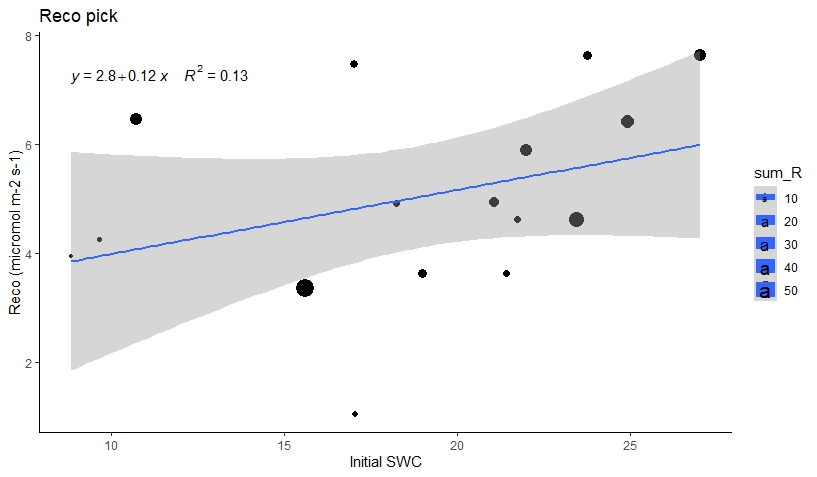 Reco pick
y = 2.8+0.12 x R² = 0.13
8
6
4
2
Reco (micromol m-2 s-1)
10 15 20 25
Initial SWC
sum_R
a 10
a 20
a 30
a 40
a 50